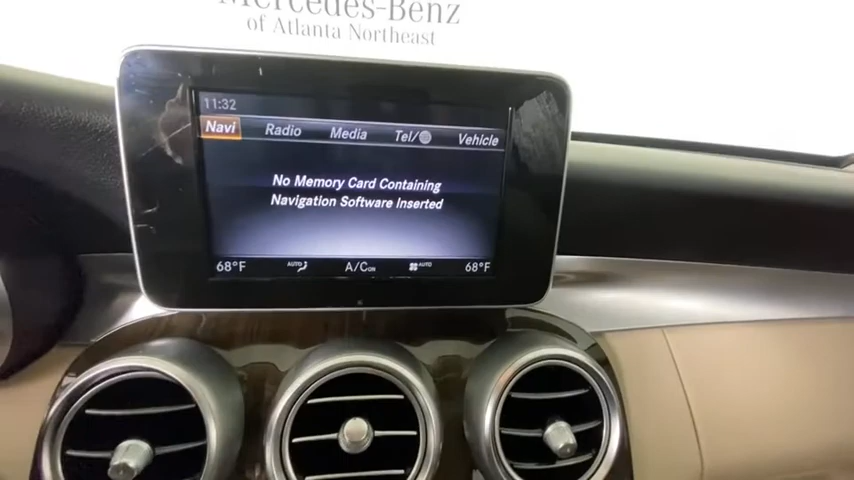 Mercedes-Benz
of Atlanta Northeast
11:32
Navi Radio Media Tel/ Vehicle
No Memory Card Containing
Navigation Software Inserted
68°F AUTO A/C ON AUTO 68°F